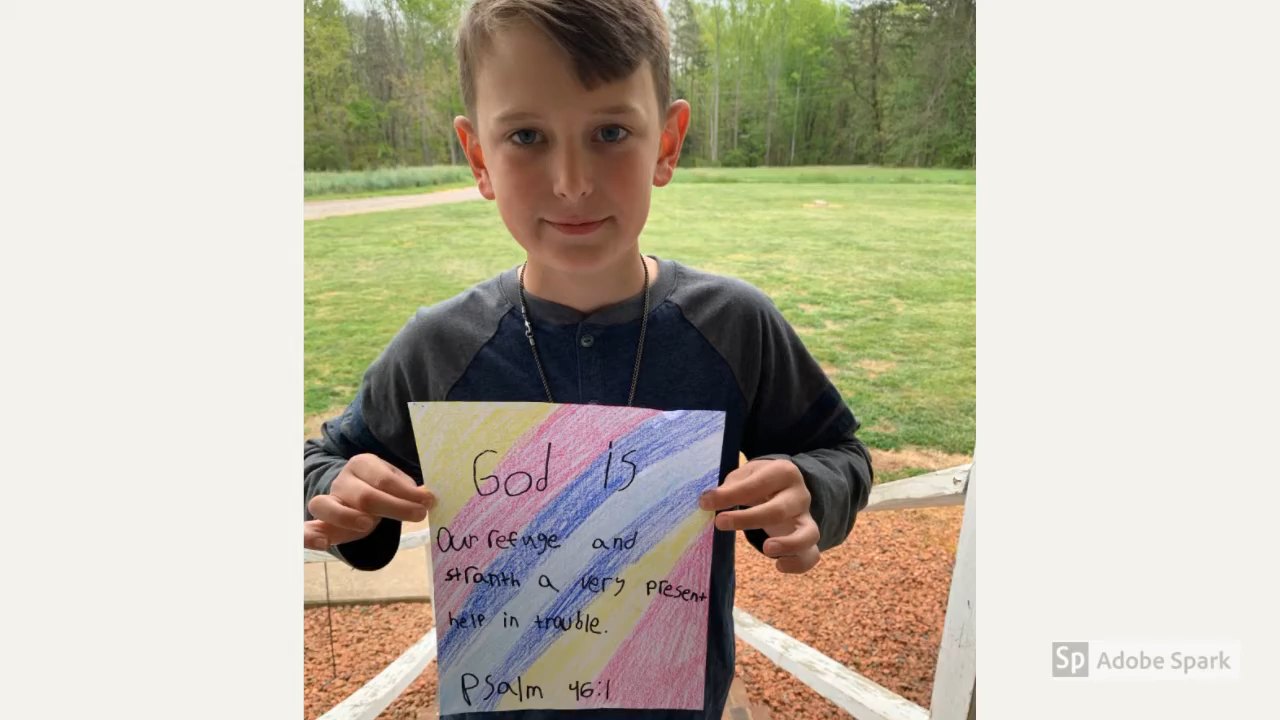 God is
Our refuge and
stranth a very present
help in trouble.
Psalm 46:1
Sp Adobe Spark